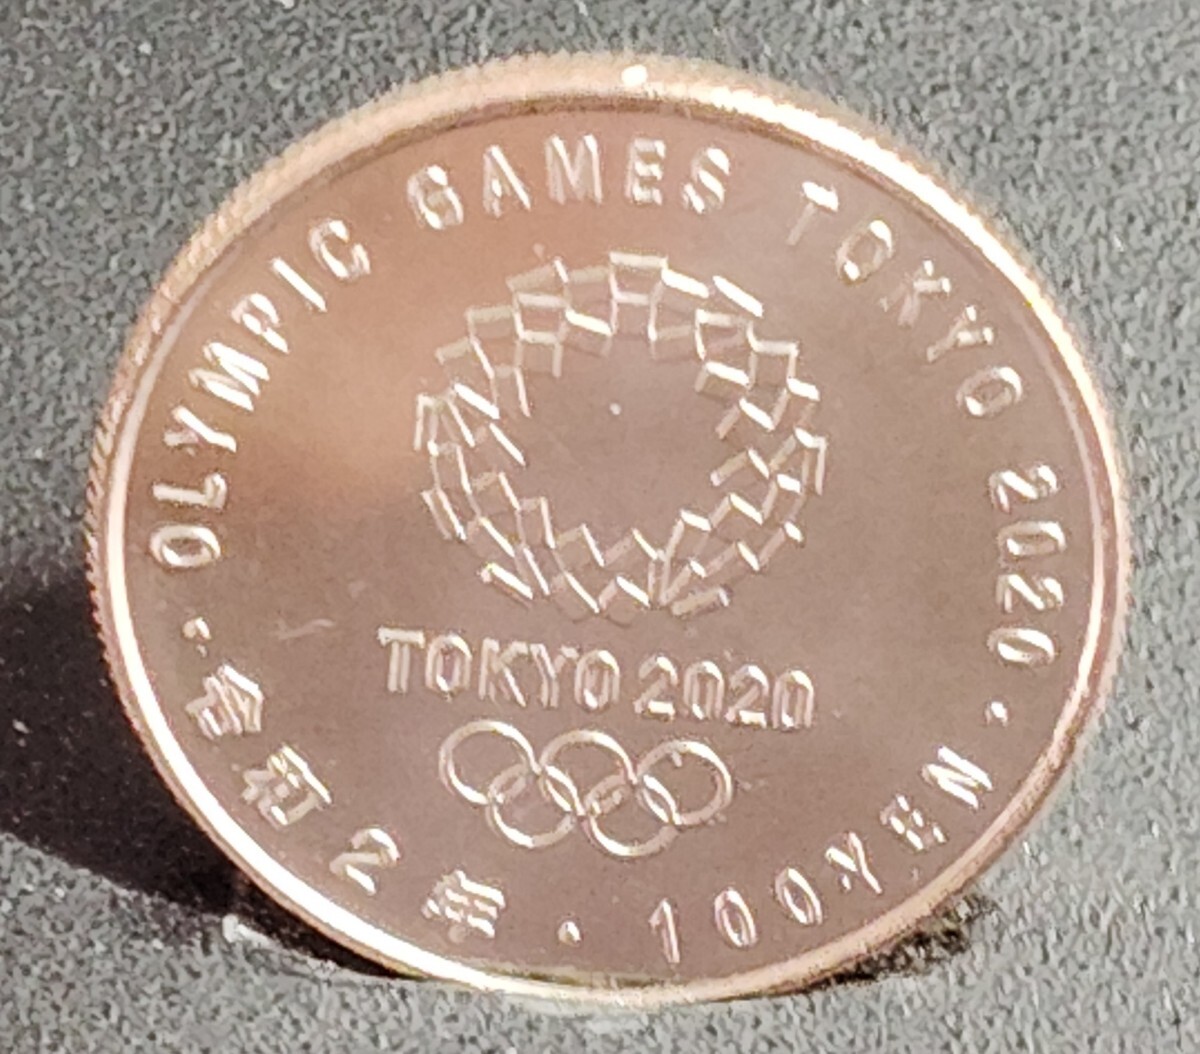 OLYMPIC GAMES TOKYO 2020
TOKYO 2020
令和2年・100YEN